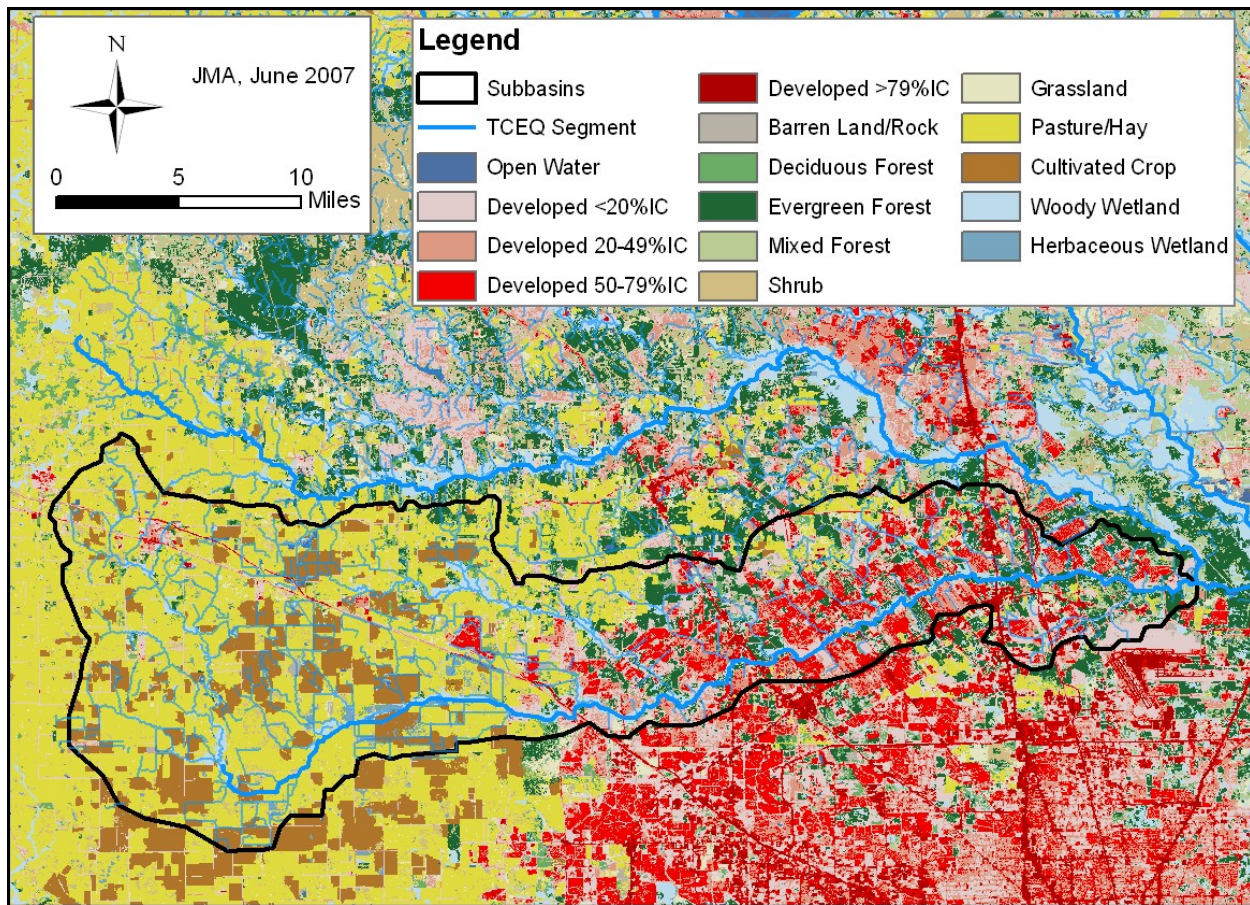 N
JMA, June 2007
0 5 10
Miles
Legend
Subbasins
TCEQ Segment
Open Water
Developed <20%IC
Developed 20-49%IC
Developed 50-79%IC
Developed >79%IC
Barren Land/Rock
Deciduous Forest
Evergreen Forest
Mixed Forest
Shrub
Grassland
Pasture/Hay
Cultivated Crop
Woody Wetland
Herbaceous Wetland